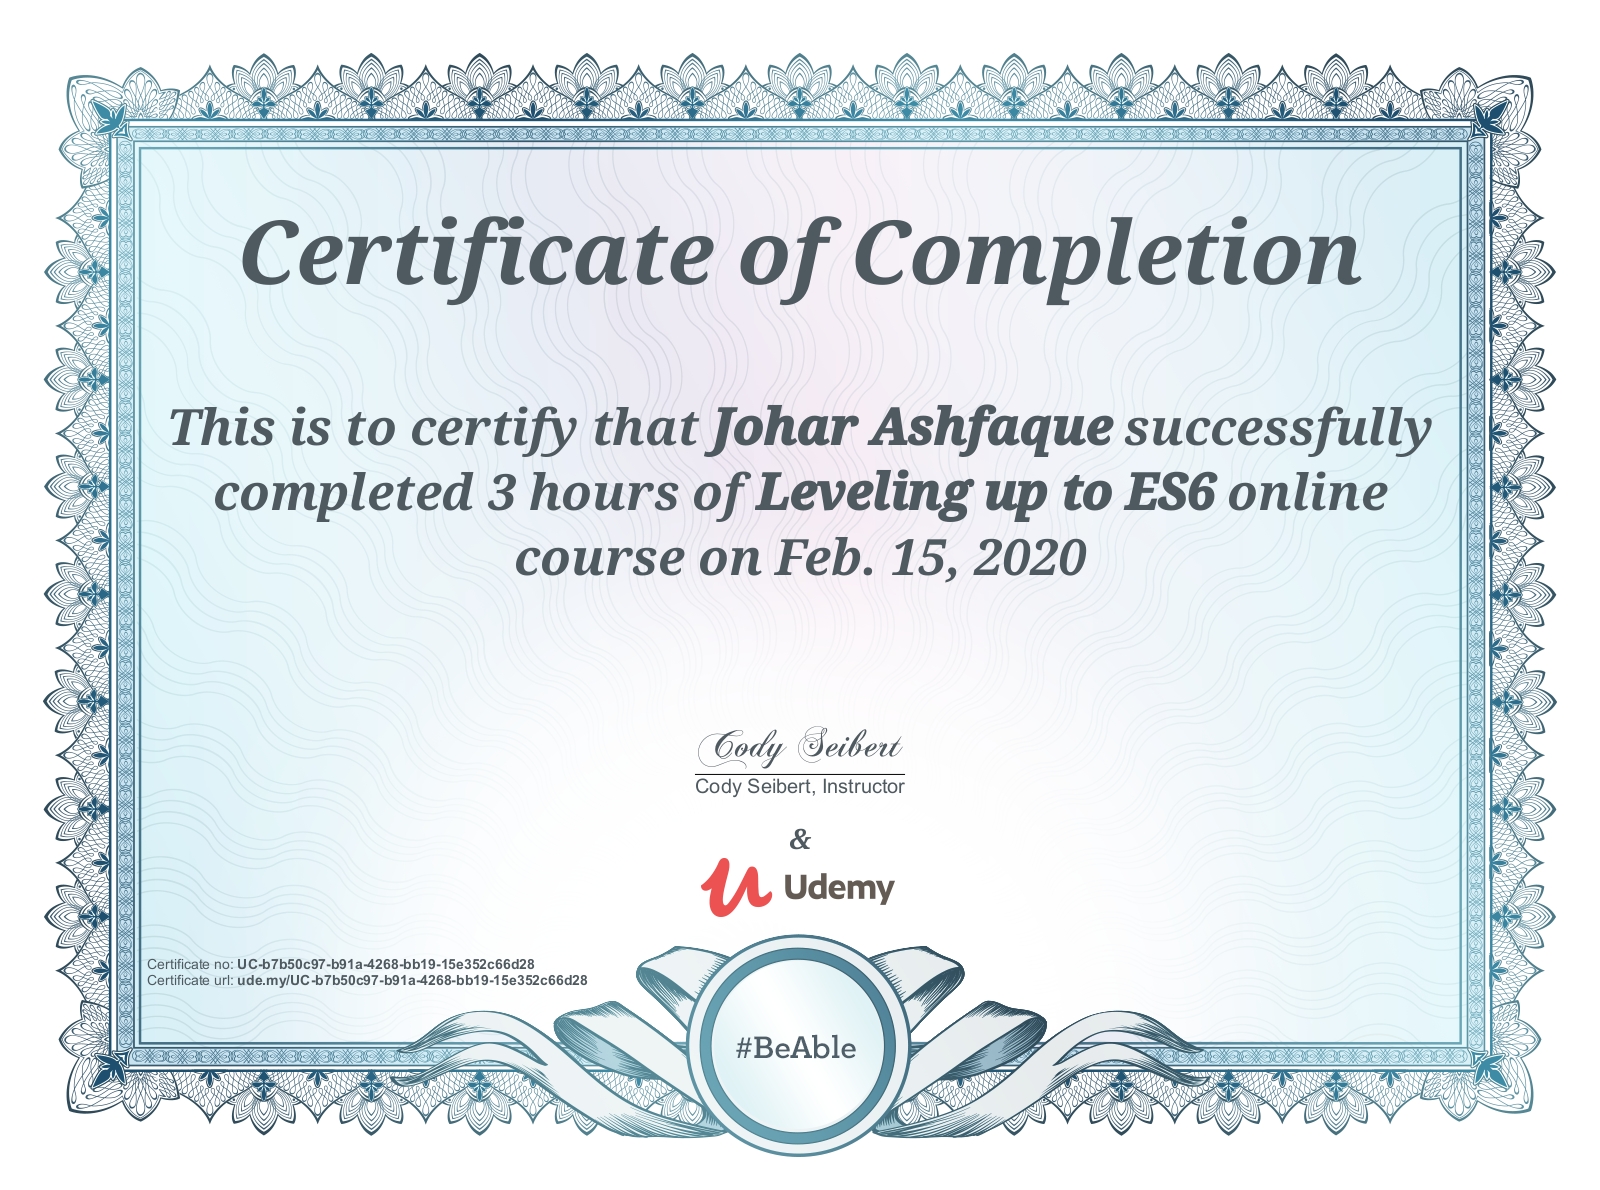 Certificate of Completion
This is to certify that Johar Ashfaque successfully
completed 3 hours of Leveling up to ES6 online
course on Feb. 15, 2020
Cody Seibert
Cody Seibert, Instructor
&
Udemy
Certificate no: UC-b7b50c97-b91a-4268-bb19-15e352c66d28
Certificate url: ude.my/UC-b7b50c97-b91a-4268-bb19-15e352c66d28
#BeAble